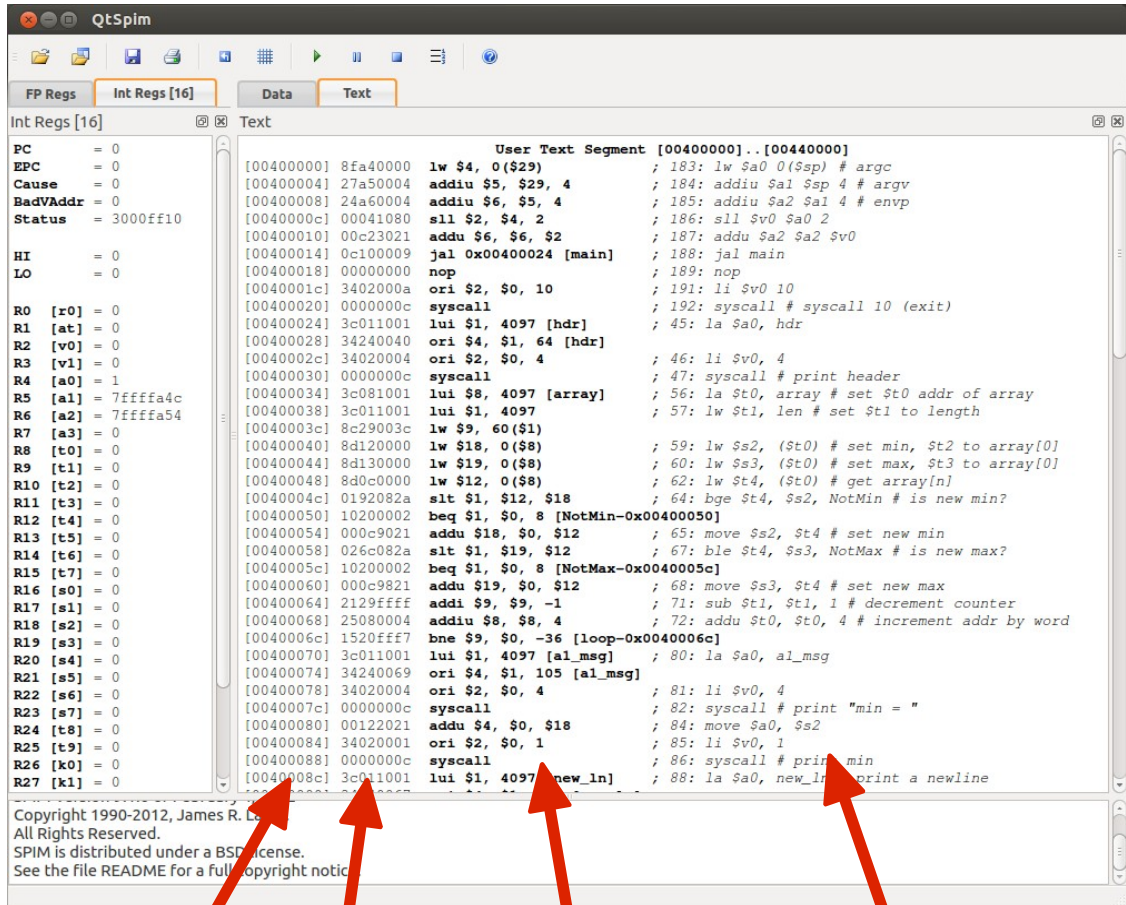 QtSpim
FP Regs
Int Regs [16]
Data
Text
Int Regs [16]
PC = 0
EPC = 0
Cause = 0
BadVAddr = 0
Status = 3000ff10
HI = 0
LO = 0
R0 [r0] = 0
R1 [at] = 0
R2 [v0] = 0
R3 [v1] = 0
R4 [a0] = 1
R5 [a1] = 7ffffa4c
R6 [a2] = 7ffffa54
R7 [a3] = 0
R8 [t0] = 0
R9 [t1] = 0
R10 [t2] = 0
R11 [t3] = 0
R12 [t4] = 0
R13 [t5] = 0
R14 [t6] = 0
R15 [t7] = 0
R16 [s0] = 0
R17 [s1] = 0
R18 [s2] = 0
R19 [s3] = 0
R20 [s4] = 0
R21 [s5] = 0
R22 [s6] = 0
R23 [s7] = 0
R24 [t8] = 0
R25 [t9] = 0
R26 [k0] = 0
R27 [k1] = 0
Text
User Text Segment [00400000]..[00440000]
[00400000] 8fa40000 lw $4, 0($29) ; 183: lw $a0 0($sp) # argc
[00400004] 27a50004 addiu $5, $29, 4 ; 184: addiu $a1 $sp 4 # argv
[00400008] 24a60004 addiu $6, $5, 4 ; 185: addiu $a2 $a1 4 # envp
[0040000c] 00041080 sll $2, $4, 2 ; 186: sll $v0 $a0 2
[00400010] 00c23021 addu $6, $6, $2 ; 187: addu $a2 $a2 $v0
[00400014] 0c100009 jal 0x00400024 [main] ; 188: jal main
[00400018] 00000000 nop ; 189: nop
[0040001c] 3402000a ori $2, $0, 10 ; 191: li $v0 10
[00400020] 0000000c syscall ; 192: syscall # syscall 10 (exit)
[00400024] 3c011001 lui $1, 4097 [hdr] ; 45: la $a0, hdr
[00400028] 34240040 ori $4, $1, 64 [hdr]
[0040002c] 34020004 ori $2, $0, 4 ; 46: li $v0, 4
[00400030] 0000000c syscall ; 47: syscall # print header
[00400034] 3c081001 lui $8, 4097 [array] ; 56: la $t0, array # set $t0 addr of array
[00400038] 3c011001 lui $1, 4097 ; 57: lw $t1, len # set $t1 to length
[0040003c] 8c29003c lw $9, 60($1)
[00400040] 8d120000 lw $18, 0($8) ; 59: lw $s2, ($t0) # set min, $t2 to array[0]
[00400044] 8d130000 lw $19, 0($8) ; 60: lw $s3, ($t0) # set max, $t3 to array[0]
[00400048] 8d0c0000 lw $12, 0($8) ; 62: lw $t4, ($t0) # get array[n]
[0040004c] 0192082a slt $1, $12, $18 ; 64: bge $t4, $s2, NotMin # is new min?
[00400050] 10200002 beq $1, $0, 8 [NotMin-0x00400050]
[00400054] 000c9021 addu $18, $0, $12 ; 65: move $s2, $t4 # set new min
[00400058] 026c082a slt $1, $19, $12 ; 67: ble $t4, $s3, NotMax # is new max?
[0040005c] 10200002 beq $1, $0, 8 [NotMax-0x0040005c]
[00400060] 000c9821 addu $19, $0, $12 ; 68: move $s3, $t4 # set new max
[00400064] 2129ffff addi $9, $9, -1 ; 71: sub $t1, $t1, 1 # decrement counter
[00400068] 25080004 addiu $8, $8, 4 ; 72: addu $t0, $t0, 4 # increment addr by word
[0040006c] 1520fff7 bne $9, $0, -36 [loop-0x0040006c]
[00400070] 3c011001 lui $1, 4097 [a1_msg] ; 80: la $a0, a1_msg
[00400074] 34240069 ori $4, $1, 105 [a1_msg]
[00400078] 34020004 ori $2, $0, 4 ; 81: li $v0, 4
[0040007c] 0000000c syscall ; 82: syscall # print "min = "
[00400080] 00122021 addu $4, $0, $18 ; 84: move $a0, $s2
[00400084] 34020001 ori $2, $0, 1 ; 85: li $v0, 1
[00400088] 0000000c syscall ; 86: syscall # print min
[0040008c] 3c011001 lui $1, 4097 [new_ln] ; 88: la $a0, new_ln # print a newline
Copyright 1990-2012, James R.
All Rights Reserved.
SPIM is distributed under a BSD license.
See the file README for a full copyright notice.